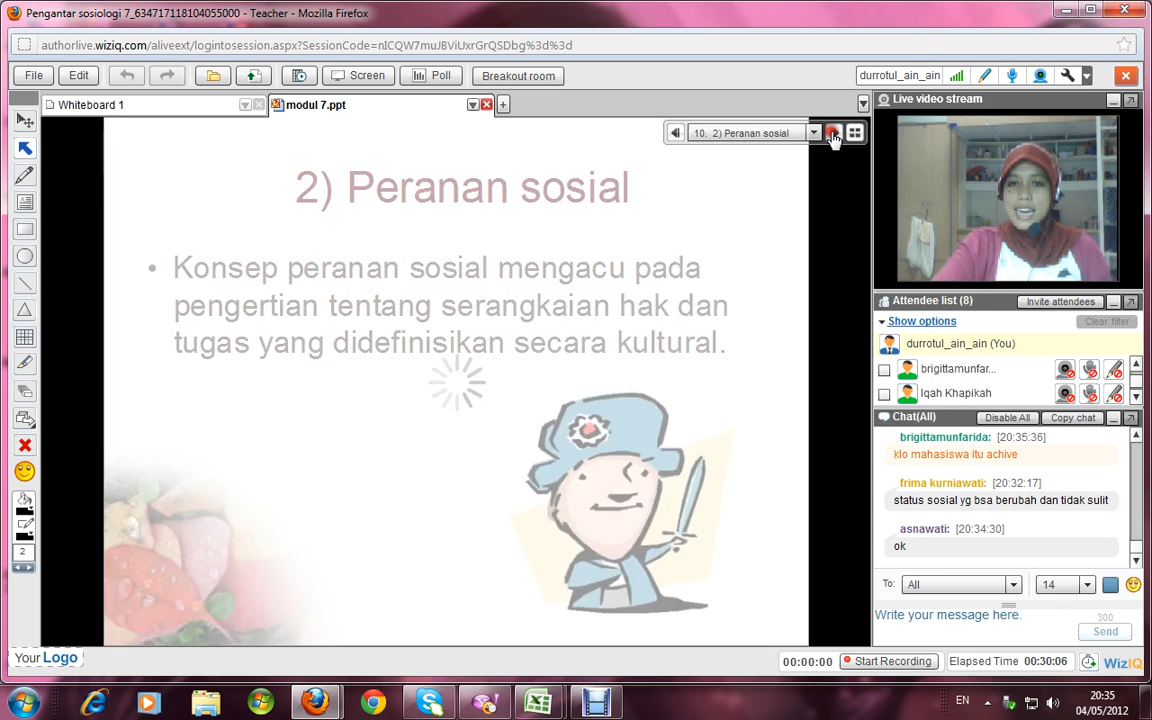 Pengantar sosiologi 7_634717118104055000 - Teacher - Mozilla Firefox
authorlive.wiziq.com/aliveext/logintosession.aspx?SessionCode=nICQW7muJBViUxrGrQSDbg%3d%3d
File Edit Screen Poll Breakout room durrotul_ain_ain
Whiteboard 1 modul 7.ppt
Live video stream
10. 2) Peranan sosial
2) Peranan sosial
• Konsep peranan sosial mengacu pada
pengertian tentang serangkaian hak dan
tugas yang didefinisikan secara kultural.
2
Attendee list (8) Invite attendees
Show options Clear filter
durrotul_ain_ain (You)
brigittamunfar...
Iqah Khapikah
Chat(All) Disable All Copy chat
brigittamunfarida: [20:35:36]
klo mahasiswa itu achive
frima kurniawati: [20:32:17]
status sosial yg bsa berubah dan tidak sulit
asnawati: [20:34:30]
ok
To: All 14
Write your message here.
300
Send
Your Logo
00:00:00 Start Recording Elapsed Time 00:30:06 WizIQ
EN
20:35
04/05/2012